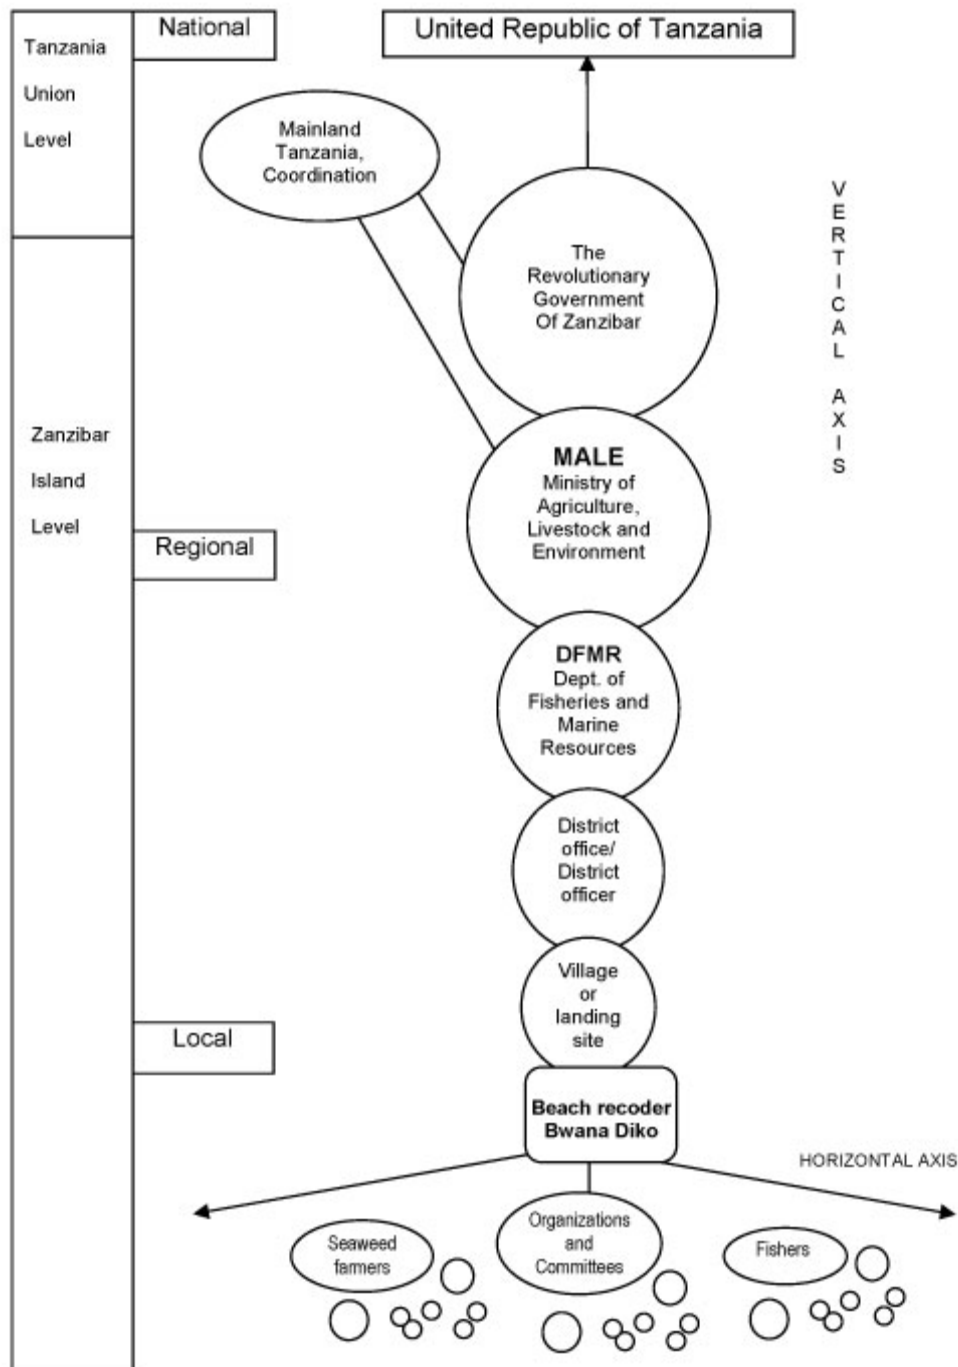 National
United Republic of Tanzania
Tanzania
Union
Level
Mainland
Tanzania,
Coordination
The
Revolutionary
Government
Of Zanzibar
VERTICAL AXIS
Zanzibar
Island
Level
MALE
Ministry of
Agriculture,
Livestock and
Environment
Regional
DFMR
Dept. of
Fisheries and
Marine
Resources
District
office/
District
officer
Village
or
landing
site
Local
Beach recoder
Bwana Diko
HORIZONTAL AXIS
Seaweed
farmers
Organizations
and
Committees
Fishers